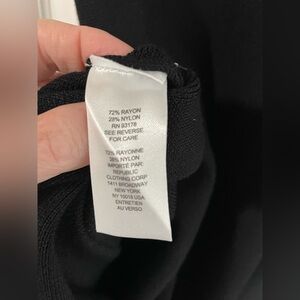 72% RAYON
28% NYLON
RN 93178
SEE REVERSE
FOR CARE
72% RAYONNE
28% NYLON
IMPORTÉ PAR:
REPUBLIC
CLOTHING CORP
1411 BROADWAY
NEW YORK
NY 10018 USA
ENTRETIEN
AU VERSO